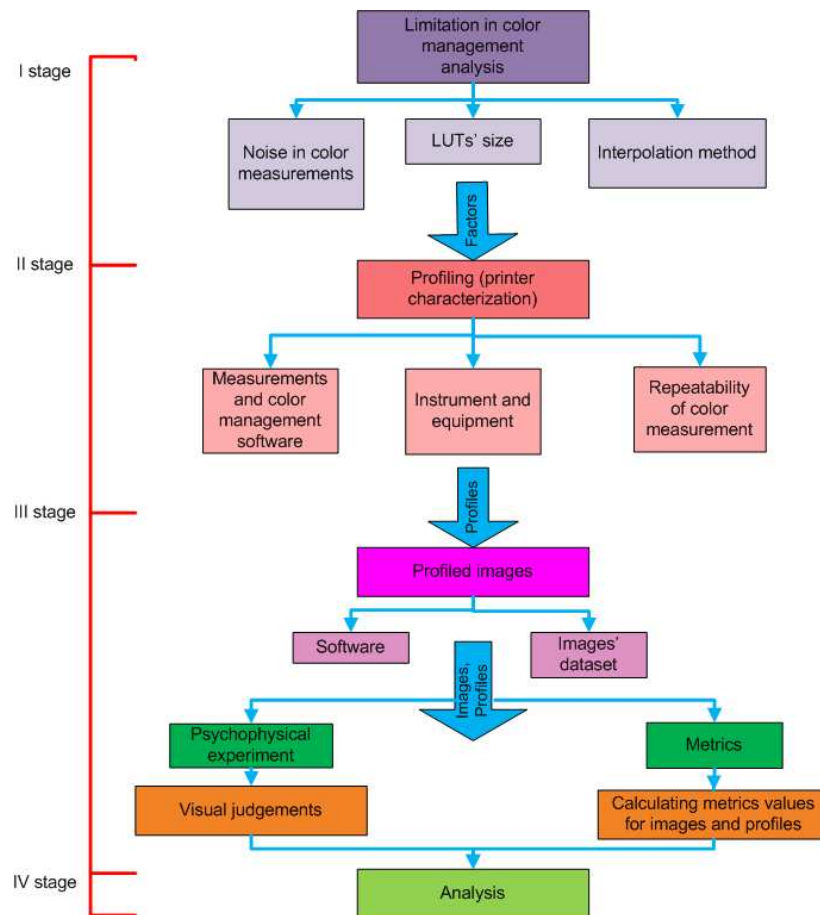 Limitation in color
management
analysis
I stage
Noise in color
measurements
LUTs' size
Interpolation method
Factors
II stage
Profiling (printer
characterization)
Measurements
and color
management
software
Instrument and
equipment
Repeatability
of color
measurement
Profiles
III stage
Profiled images
Software
Images'
dataset
Images,
Profiles
Psychophysical
experiment
Metrics
Visual judgements
Calculating metrics values
for images and profiles
IV stage
Analysis